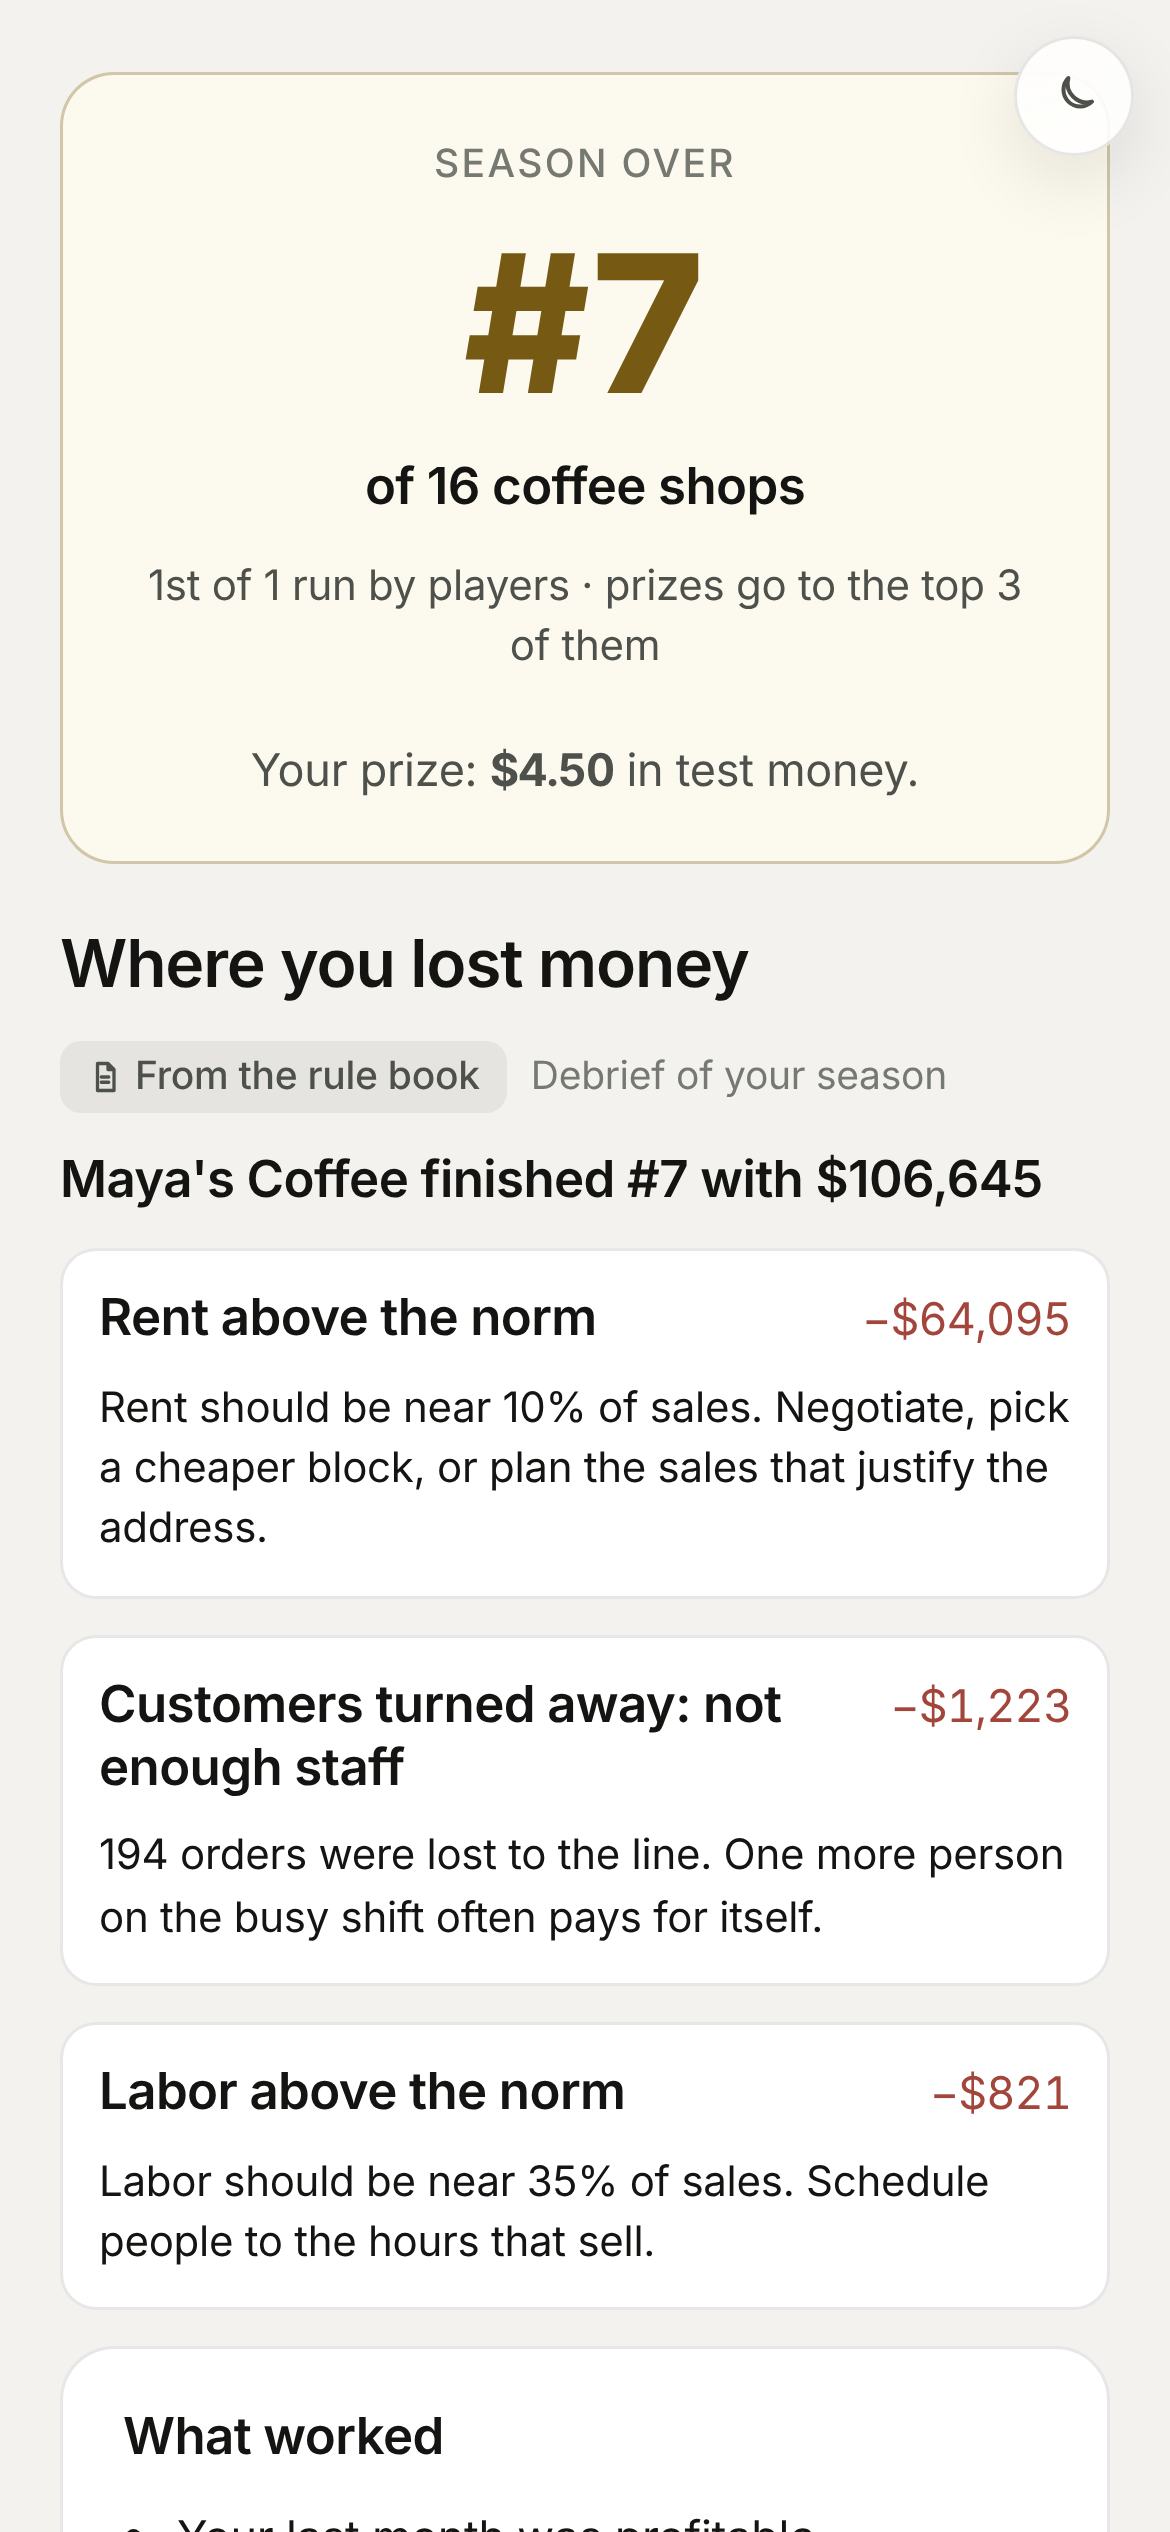 SEASON OVER
#7
of 16 coffee shops
1st of 1 run by players · prizes go to the top 3
of them
Your prize: $4.50 in test money.
Where you lost money
From the rule book
Debrief of your season
Maya's Coffee finished #7 with $106,645
Rent above the norm
−$64,095
Rent should be near 10% of sales. Negotiate, pick
a cheaper block, or plan the sales that justify the
address.
Customers turned away: not
enough staff
−$1,223
194 orders were lost to the line. One more person
on the busy shift often pays for itself.
Labor above the norm
−$821
Labor should be near 35% of sales. Schedule
people to the hours that sell.
What worked
• Your last month was profitable